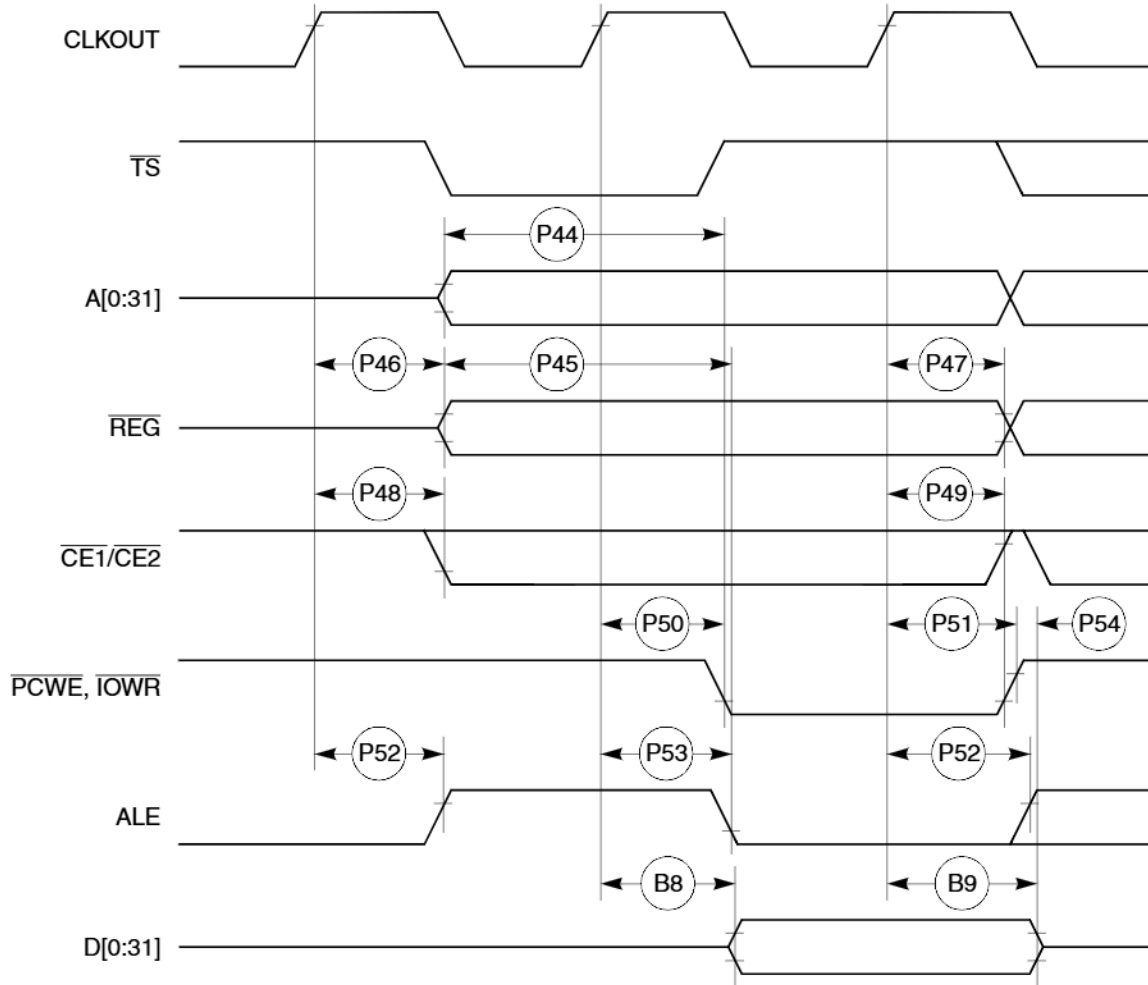 CLKOUT
TS
P44
A[0:31]
P46 P45 P47
REG
P48 P49
CE1/CE2
P50 P51 P54
PCWE, IOWR
P52 P53 P52
ALE
B8 B9
D[0:31]